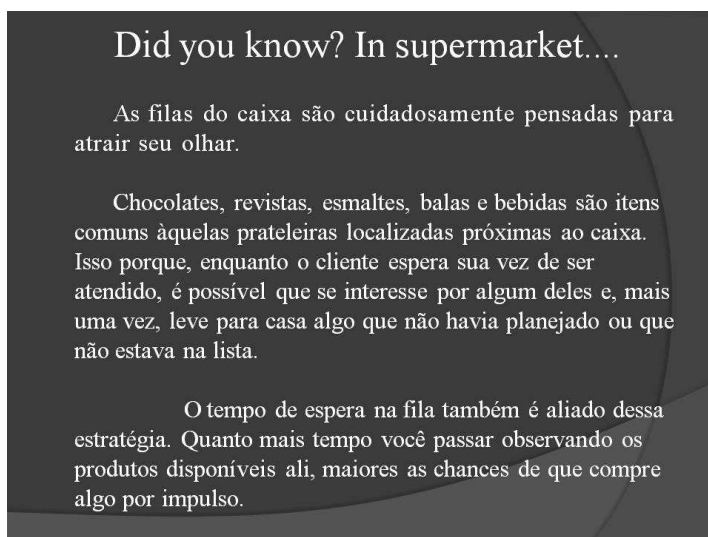 Did you know? In supermarket....
As filas do caixa são cuidadosamente pensadas para
atrair seu olhar.
Chocolates, revistas, esmaltes, balas e bebidas são itens
comuns àquelas prateleiras localizadas próximas ao caixa.
Isso porque, enquanto o cliente espera sua vez de ser
atendido, é possível que se interesse por algum deles e, mais
uma vez, leve para casa algo que não havia planejado ou que
não estava na lista.
O tempo de espera na fila também é aliado dessa
estratégia. Quanto mais tempo você passar observando os
produtos disponíveis ali, maiores as chances de que compre
algo por impulso.